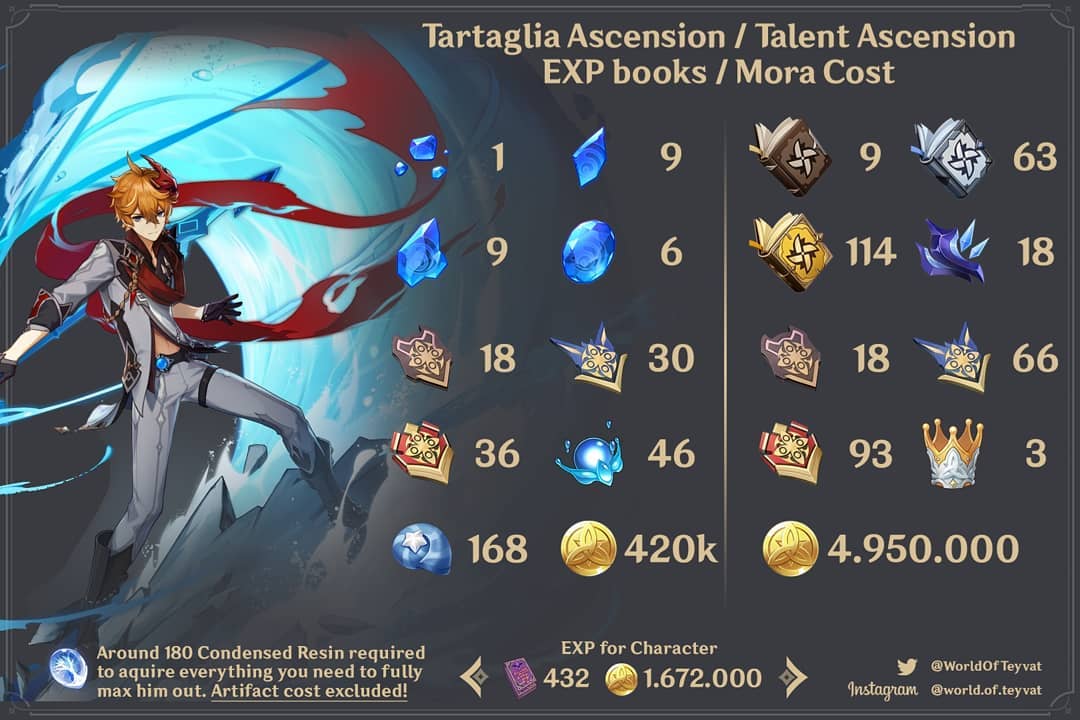 Tartaglia Ascension / Talent Ascension
EXP books / Mora Cost
1 9 9 63
9 6 114 18
18 30 18 66
36 46 93 3
168 420k 4.950.000
Around 180 Condensed Resin required
to aquire everything you need to fully
max him out. Artifact cost excluded!
EXP for Character
432 1.672.000
@WorldOfTeyvat
Instagram @world.of.teyvat